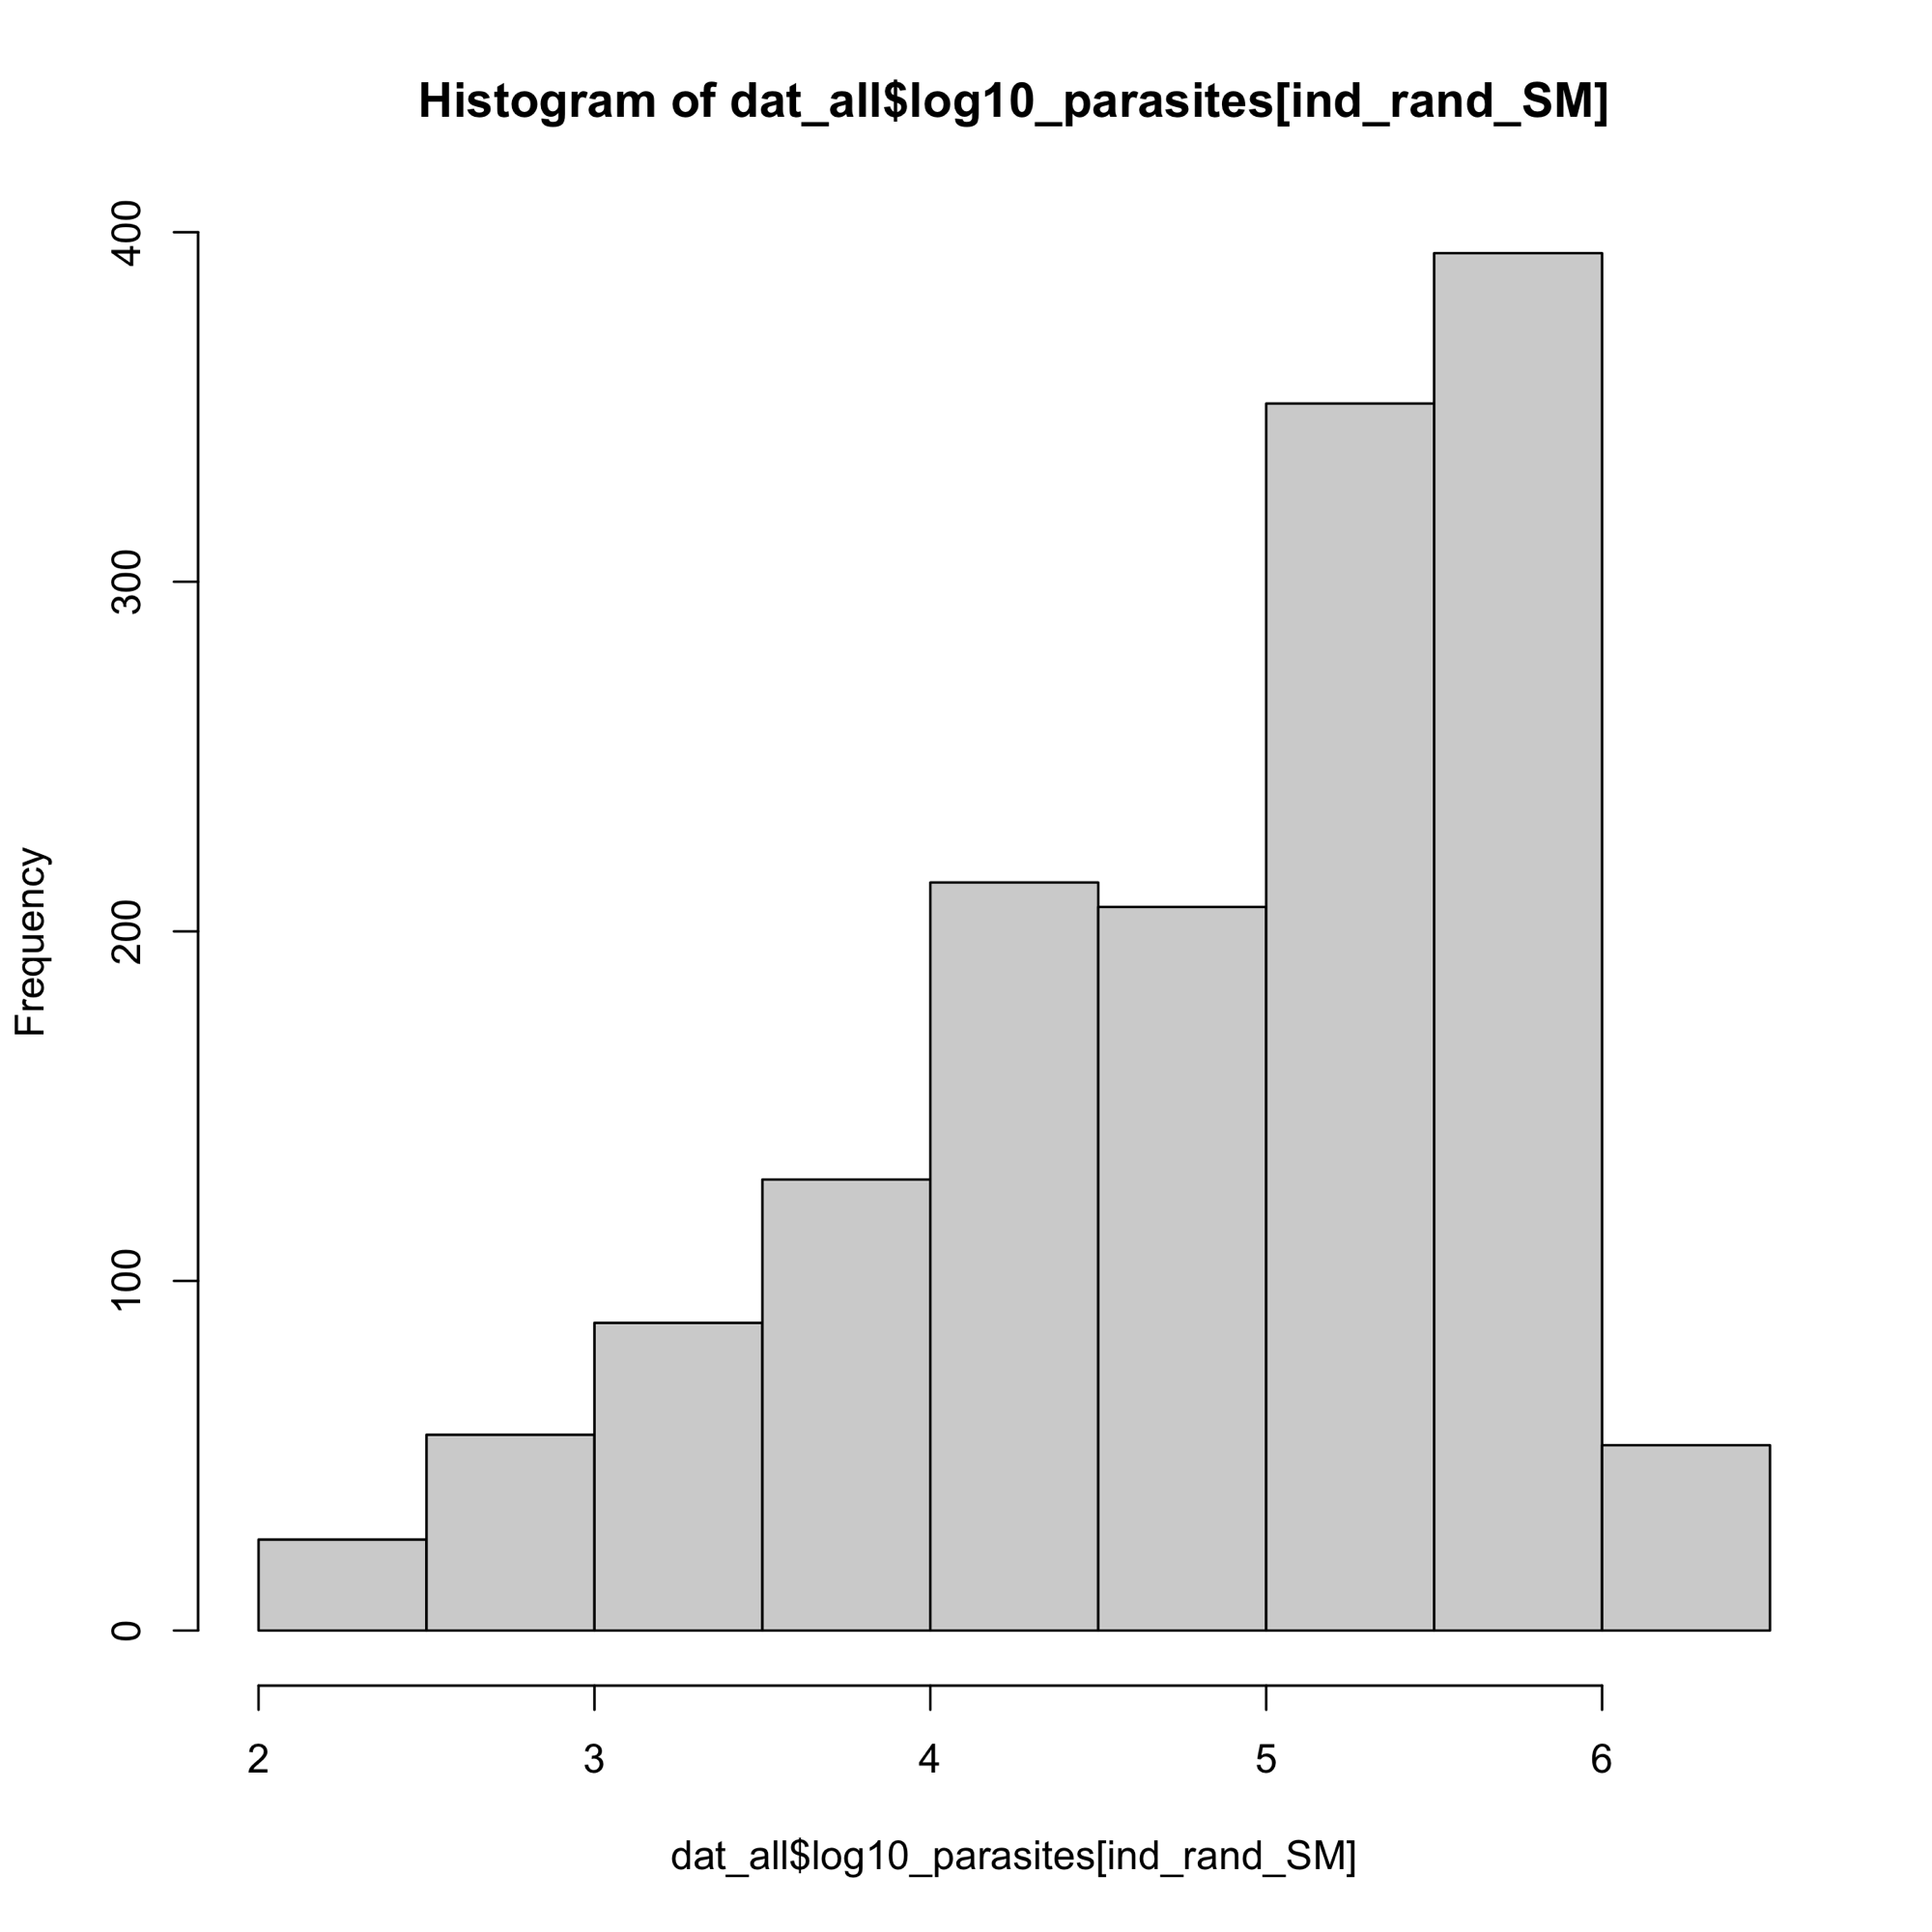 Histogram of dat_all$log10_parasites[ind_rand_SM]
400
300
200
100
0
Frequency
2 3 4 5 6
dat_all$log10_parasites[ind_rand_SM]